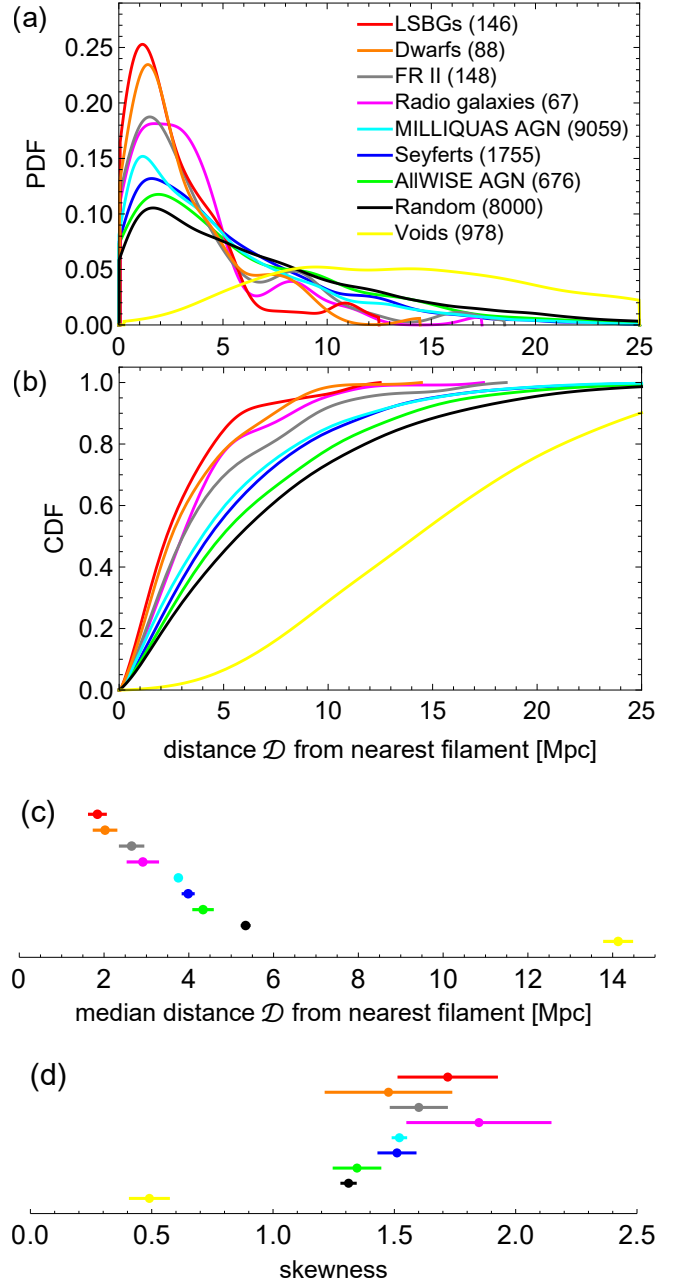 (a)
PDF
0.25
0.20
0.15
0.10
0.05
0.00
LSBGs (146)
Dwarfs (88)
FR II (148)
Radio galaxies (67)
MILLIQUAS AGN (9059)
Seyferts (1755)
AllWISE AGN (676)
Random (8000)
Voids (978)
0 5 10 15 20 25
(b)
CDF
1.0
0.8
0.6
0.4
0.2
0.0
0 5 10 15 20 25
distance 𝒟 from nearest filament [Mpc]
(c)
0 2 4 6 8 10 12 14
median distance 𝒟 from nearest filament [Mpc]
(d)
0.0 0.5 1.0 1.5 2.0 2.5
skewness